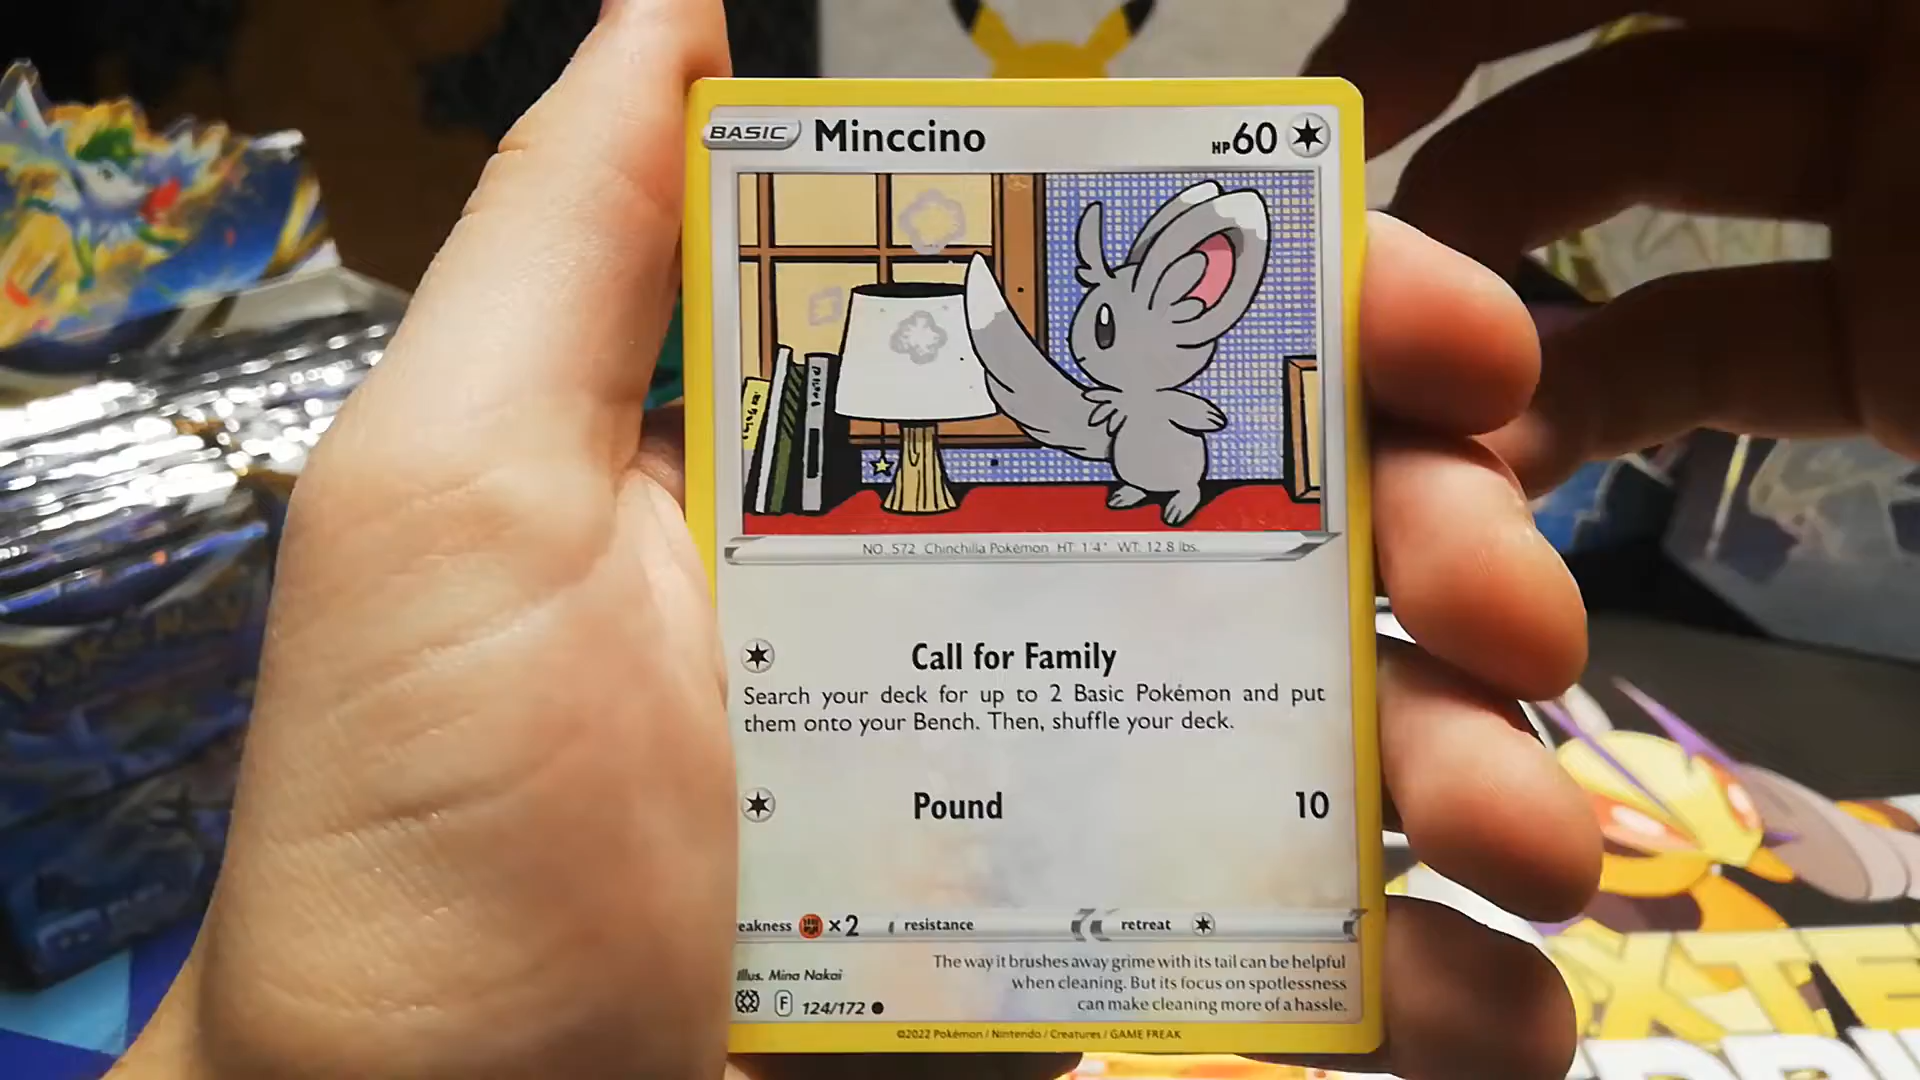 BASIC Minccino HP 60
NO. 572 Chinchilla Pokémon HT: 1'4" WT: 12.8 lbs.
Call for Family
Search your deck for up to 2 Basic Pokémon and put
them onto your Bench. Then, shuffle your deck.
Pound 10
eakness ×2 resistance retreat
Illus. Mina Nakai
The way it brushes away grime with its tail can be helpful
when cleaning. But its focus on spotlessness
can make cleaning more of a hassle.
F 124/172
©2022 Pokémon / Nintendo / Creatures / GAME FREAK
POKéMON